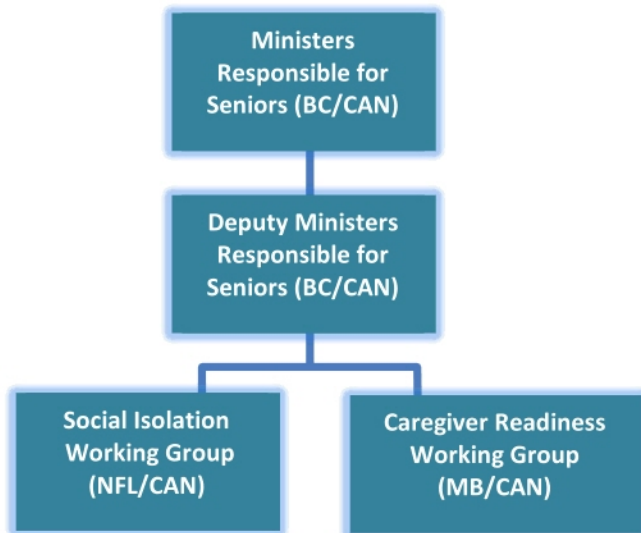 Ministers
Responsible for
Seniors (BC/CAN)
Deputy Ministers
Responsible for
Seniors (BC/CAN)
Social Isolation
Working Group
(NFL/CAN)
Caregiver Readiness
Working Group
(MB/CAN)